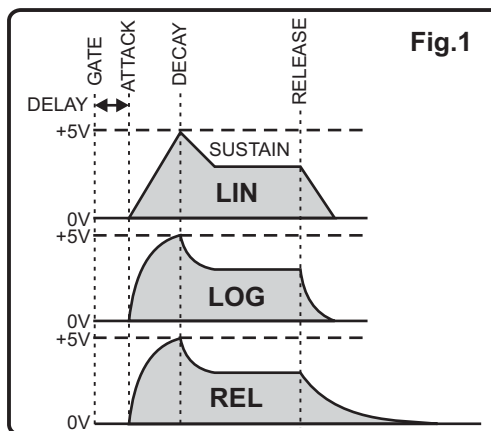 Fig.1
GATE
ATTACK
DECAY
RELEASE
DELAY
+5V
SUSTAIN
LIN
0V
+5V
LOG
0V
+5V
REL
0V